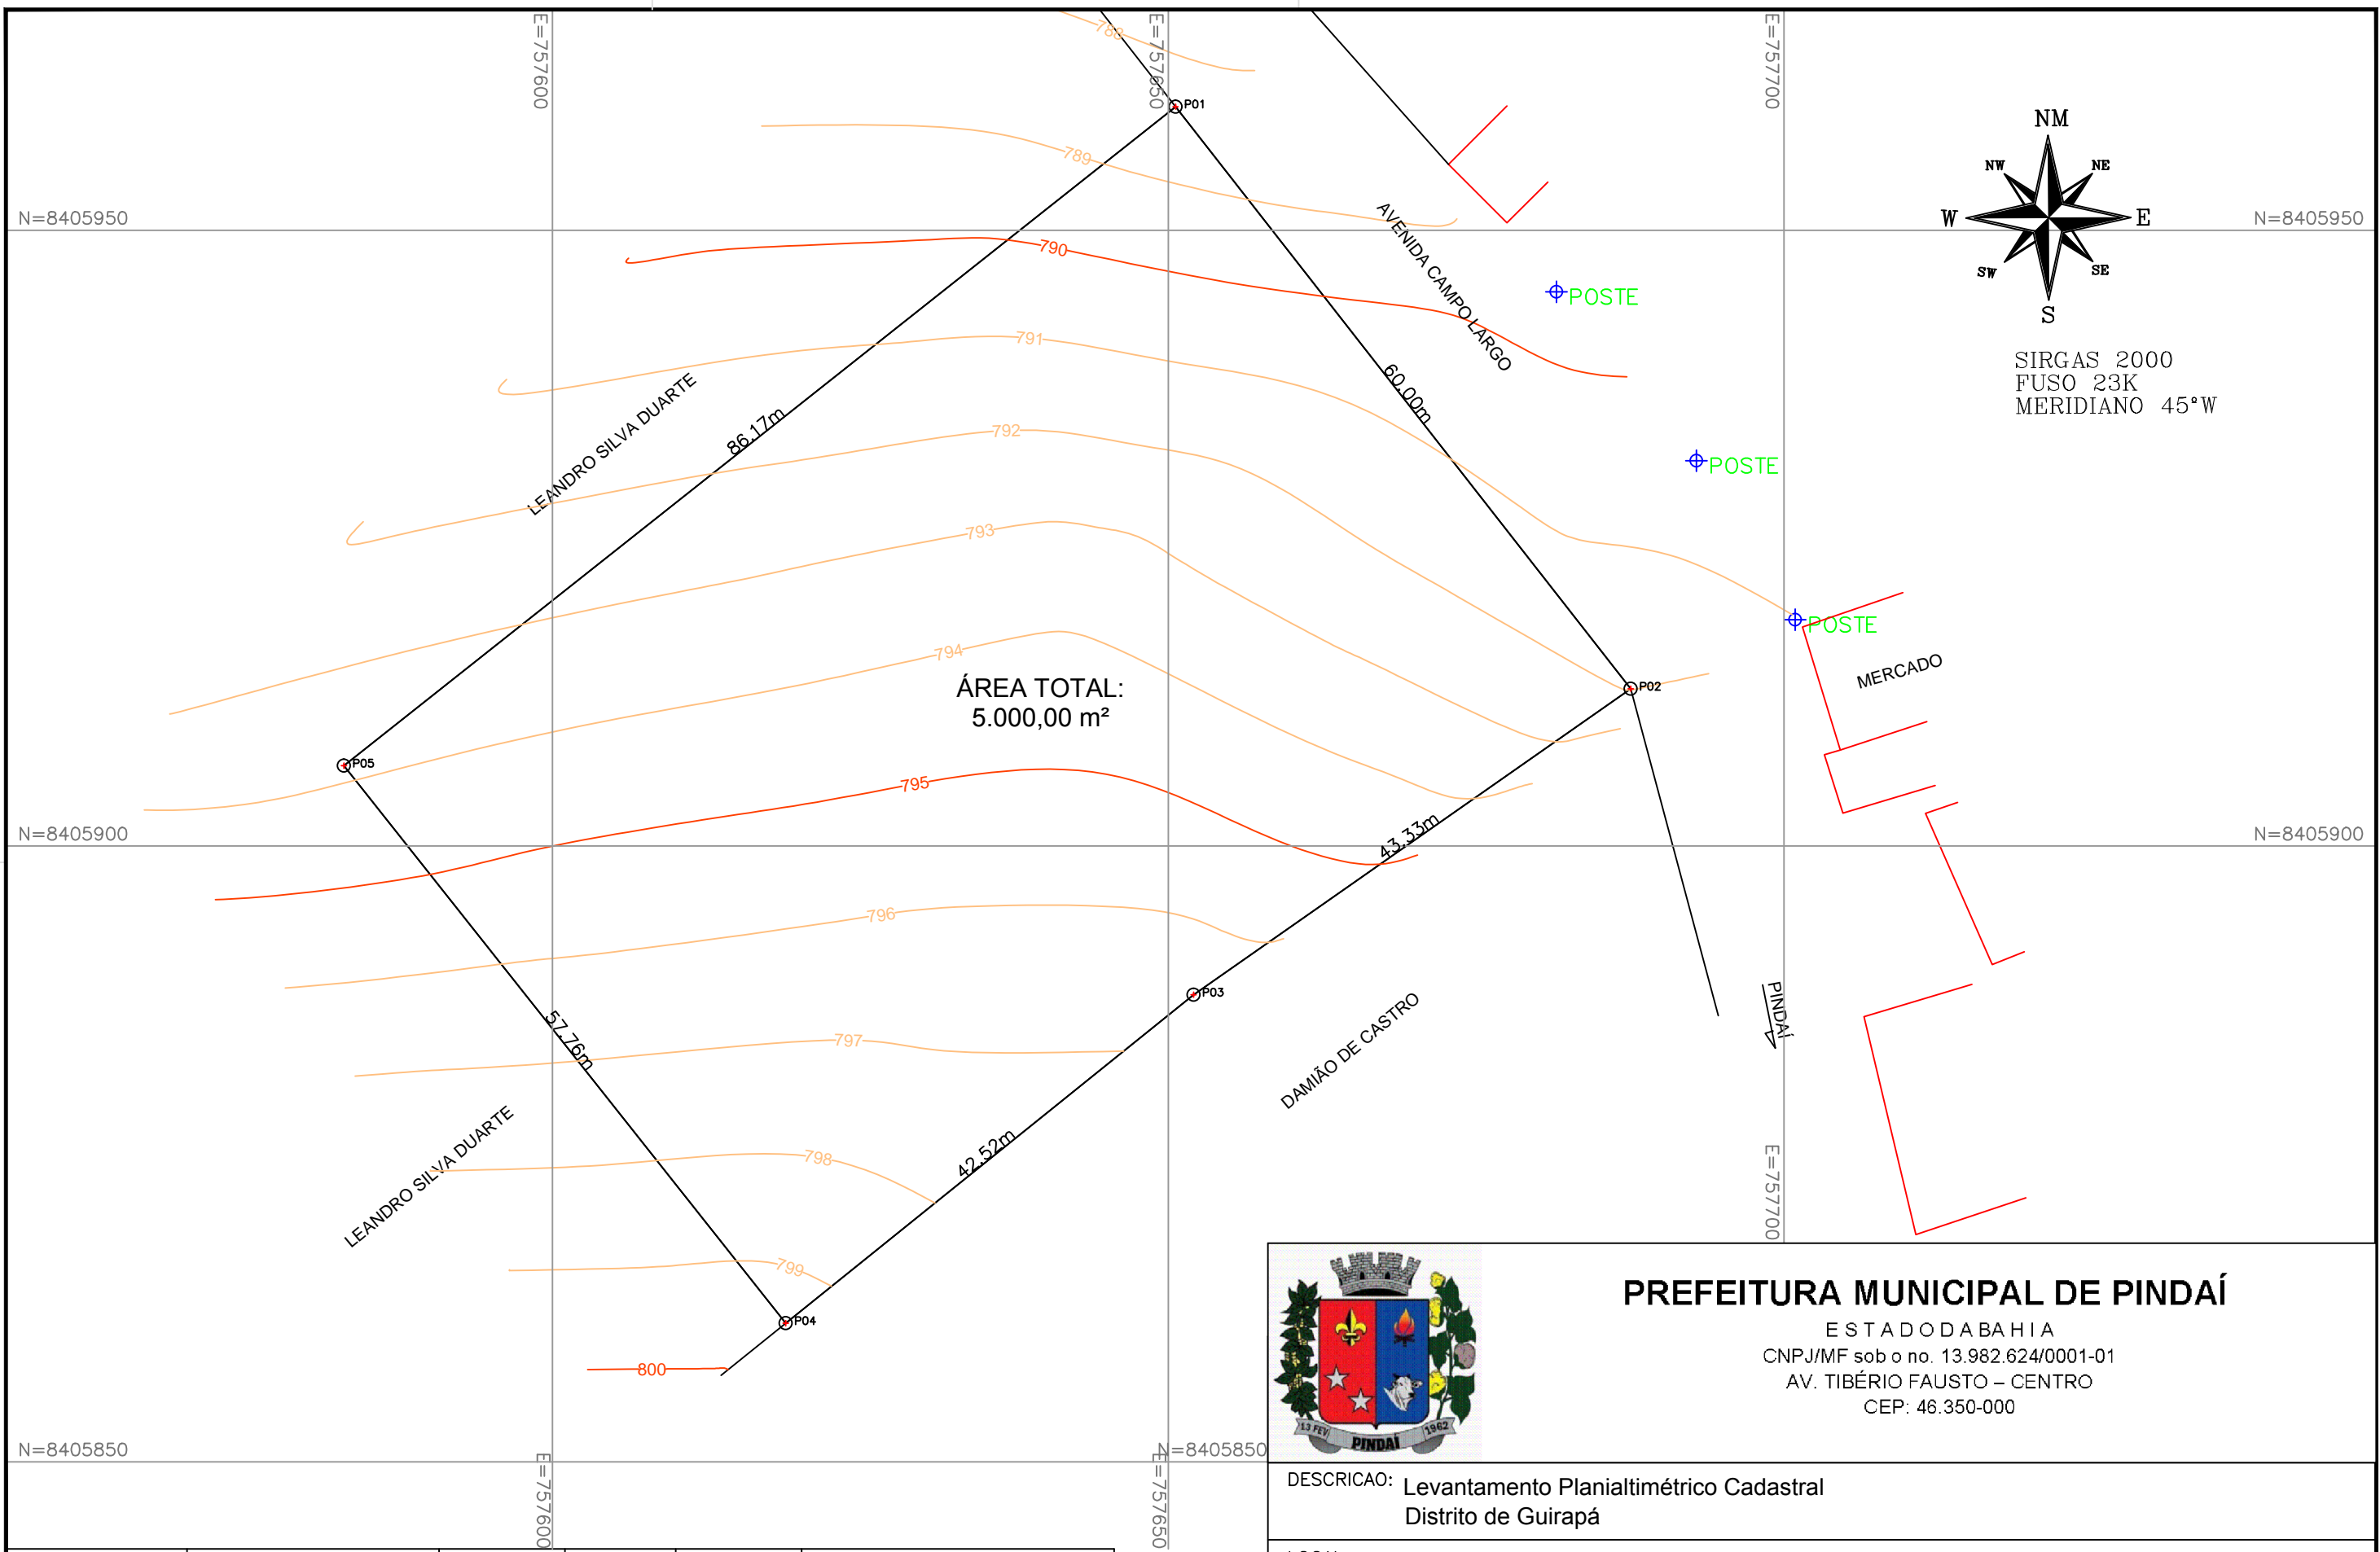 E=757600
E=757650
E=757700
788
P01
NM
NW
NE
W
E
SW
SE
S
789
N=8405950
N=8405950
AVENIDA CAMPO LARGO
790
POSTE
SIRGAS 2000
FUSO 23K
MERIDIANO 45°W
791
LEANDRO SILVA DUARTE
86,17m
60,00m
792
POSTE
793
POSTE
794
MERCADO
ÁREA TOTAL:
5.000,00 m²
P02
P05
795
N=8405900
N=8405900
43,33m
796
P03
PINDAÍ
57,76m
797
DAMIÃO DE CASTRO
42,52m
798
LEANDRO SILVA DUARTE
E=757700
799
P04
800
PREFEITURA MUNICIPAL DE PINDAÍ
E S T A D O D A BA H I A
CNPJ/MF sob o no. 13.982.624/0001-01
AV. TIBÉRIO FAUSTO – CENTRO
CEP: 46.350-000
13 FEV
PINDAÍ
1962
N=8405850
N=8405850
E=757600
E=757650
DESCRICAO: Levantamento Planialtimétrico Cadastral
Distrito de Guirapá